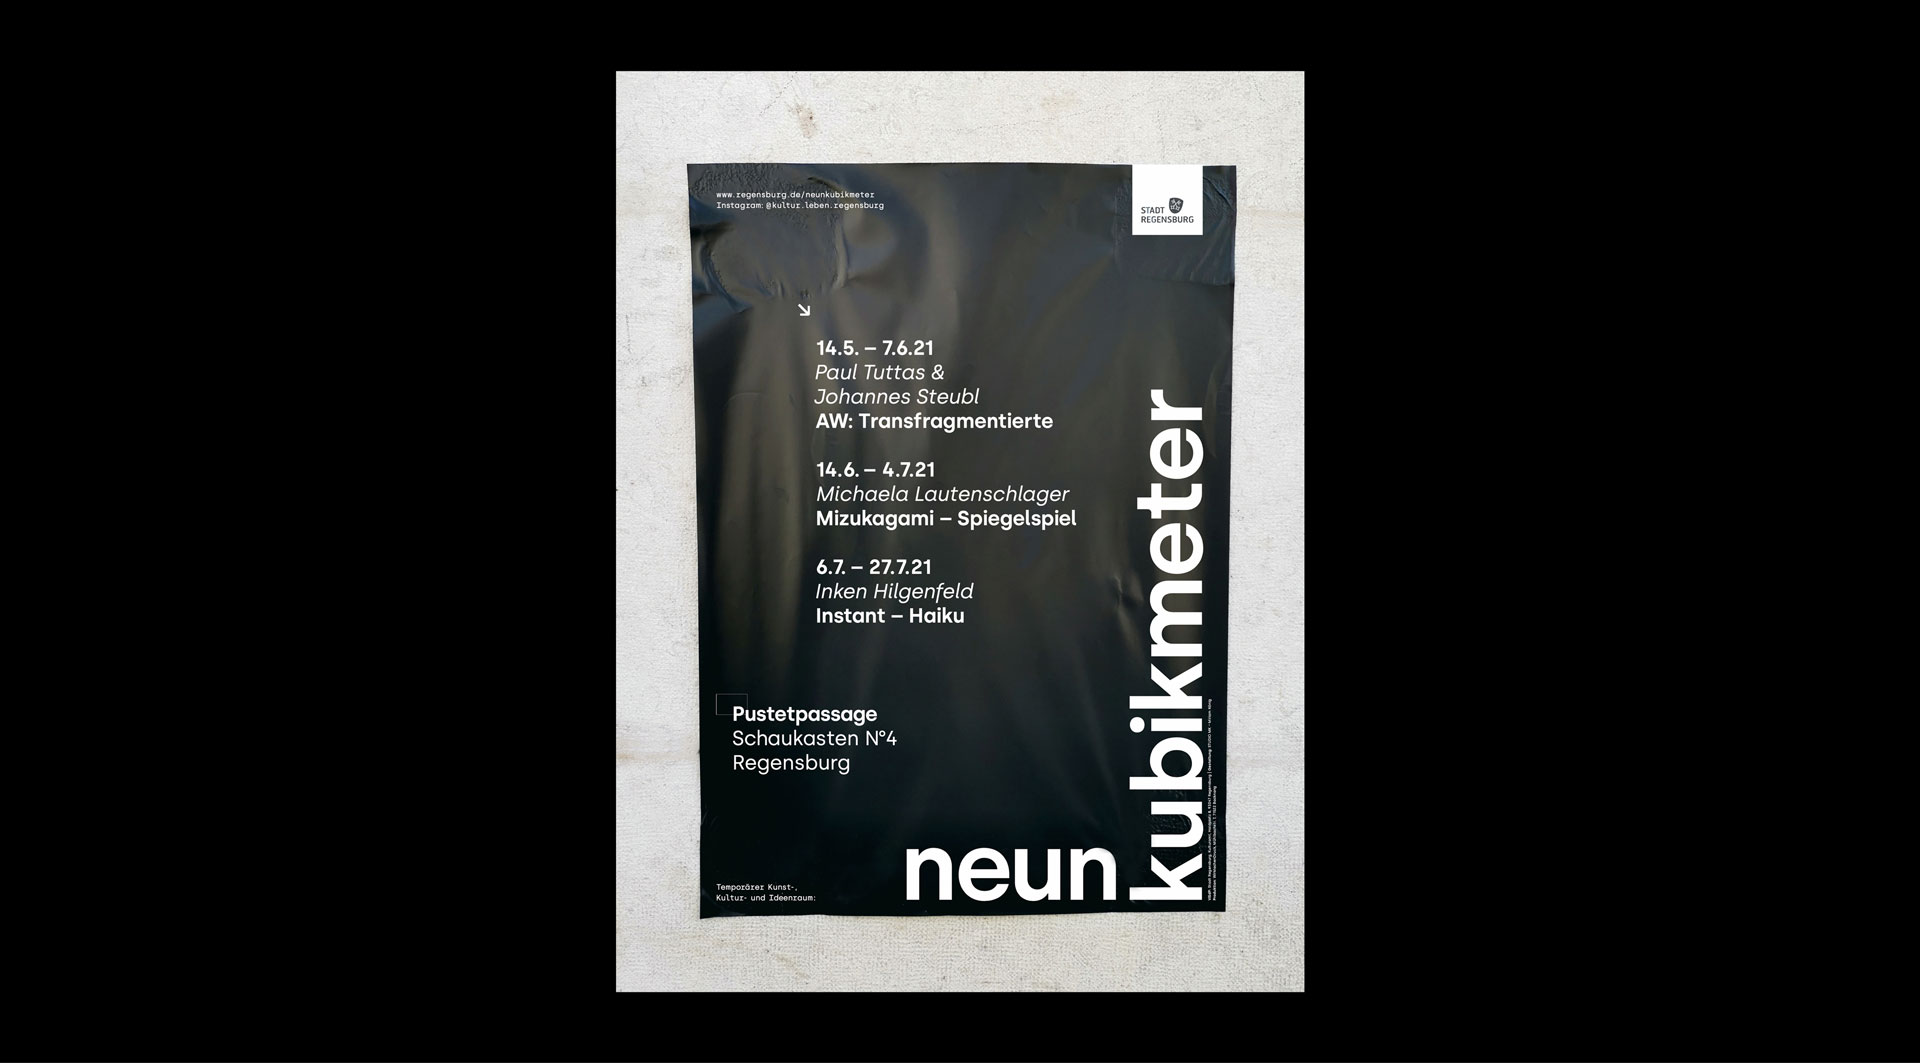 www.regensburg.de/neunkubikmeter
Instagram: @kultur.leben.regensburg
STADT
REGENSBURG
14.5. – 7.6.21
Paul Tuttas &
Johannes Steubl
AW: Transfragmentierte
14.6. – 4.7.21
Michaela Lautenschlager
Mizukagami – Spiegelspiel
6.7. – 27.7.21
Inken Hilgenfeld
Instant – Haiku
Pustetpassage
Schaukasten N°4
Regensburg
Temporärer Kunst-,
Kultur- und Ideenraum:
neun
kubikmeter